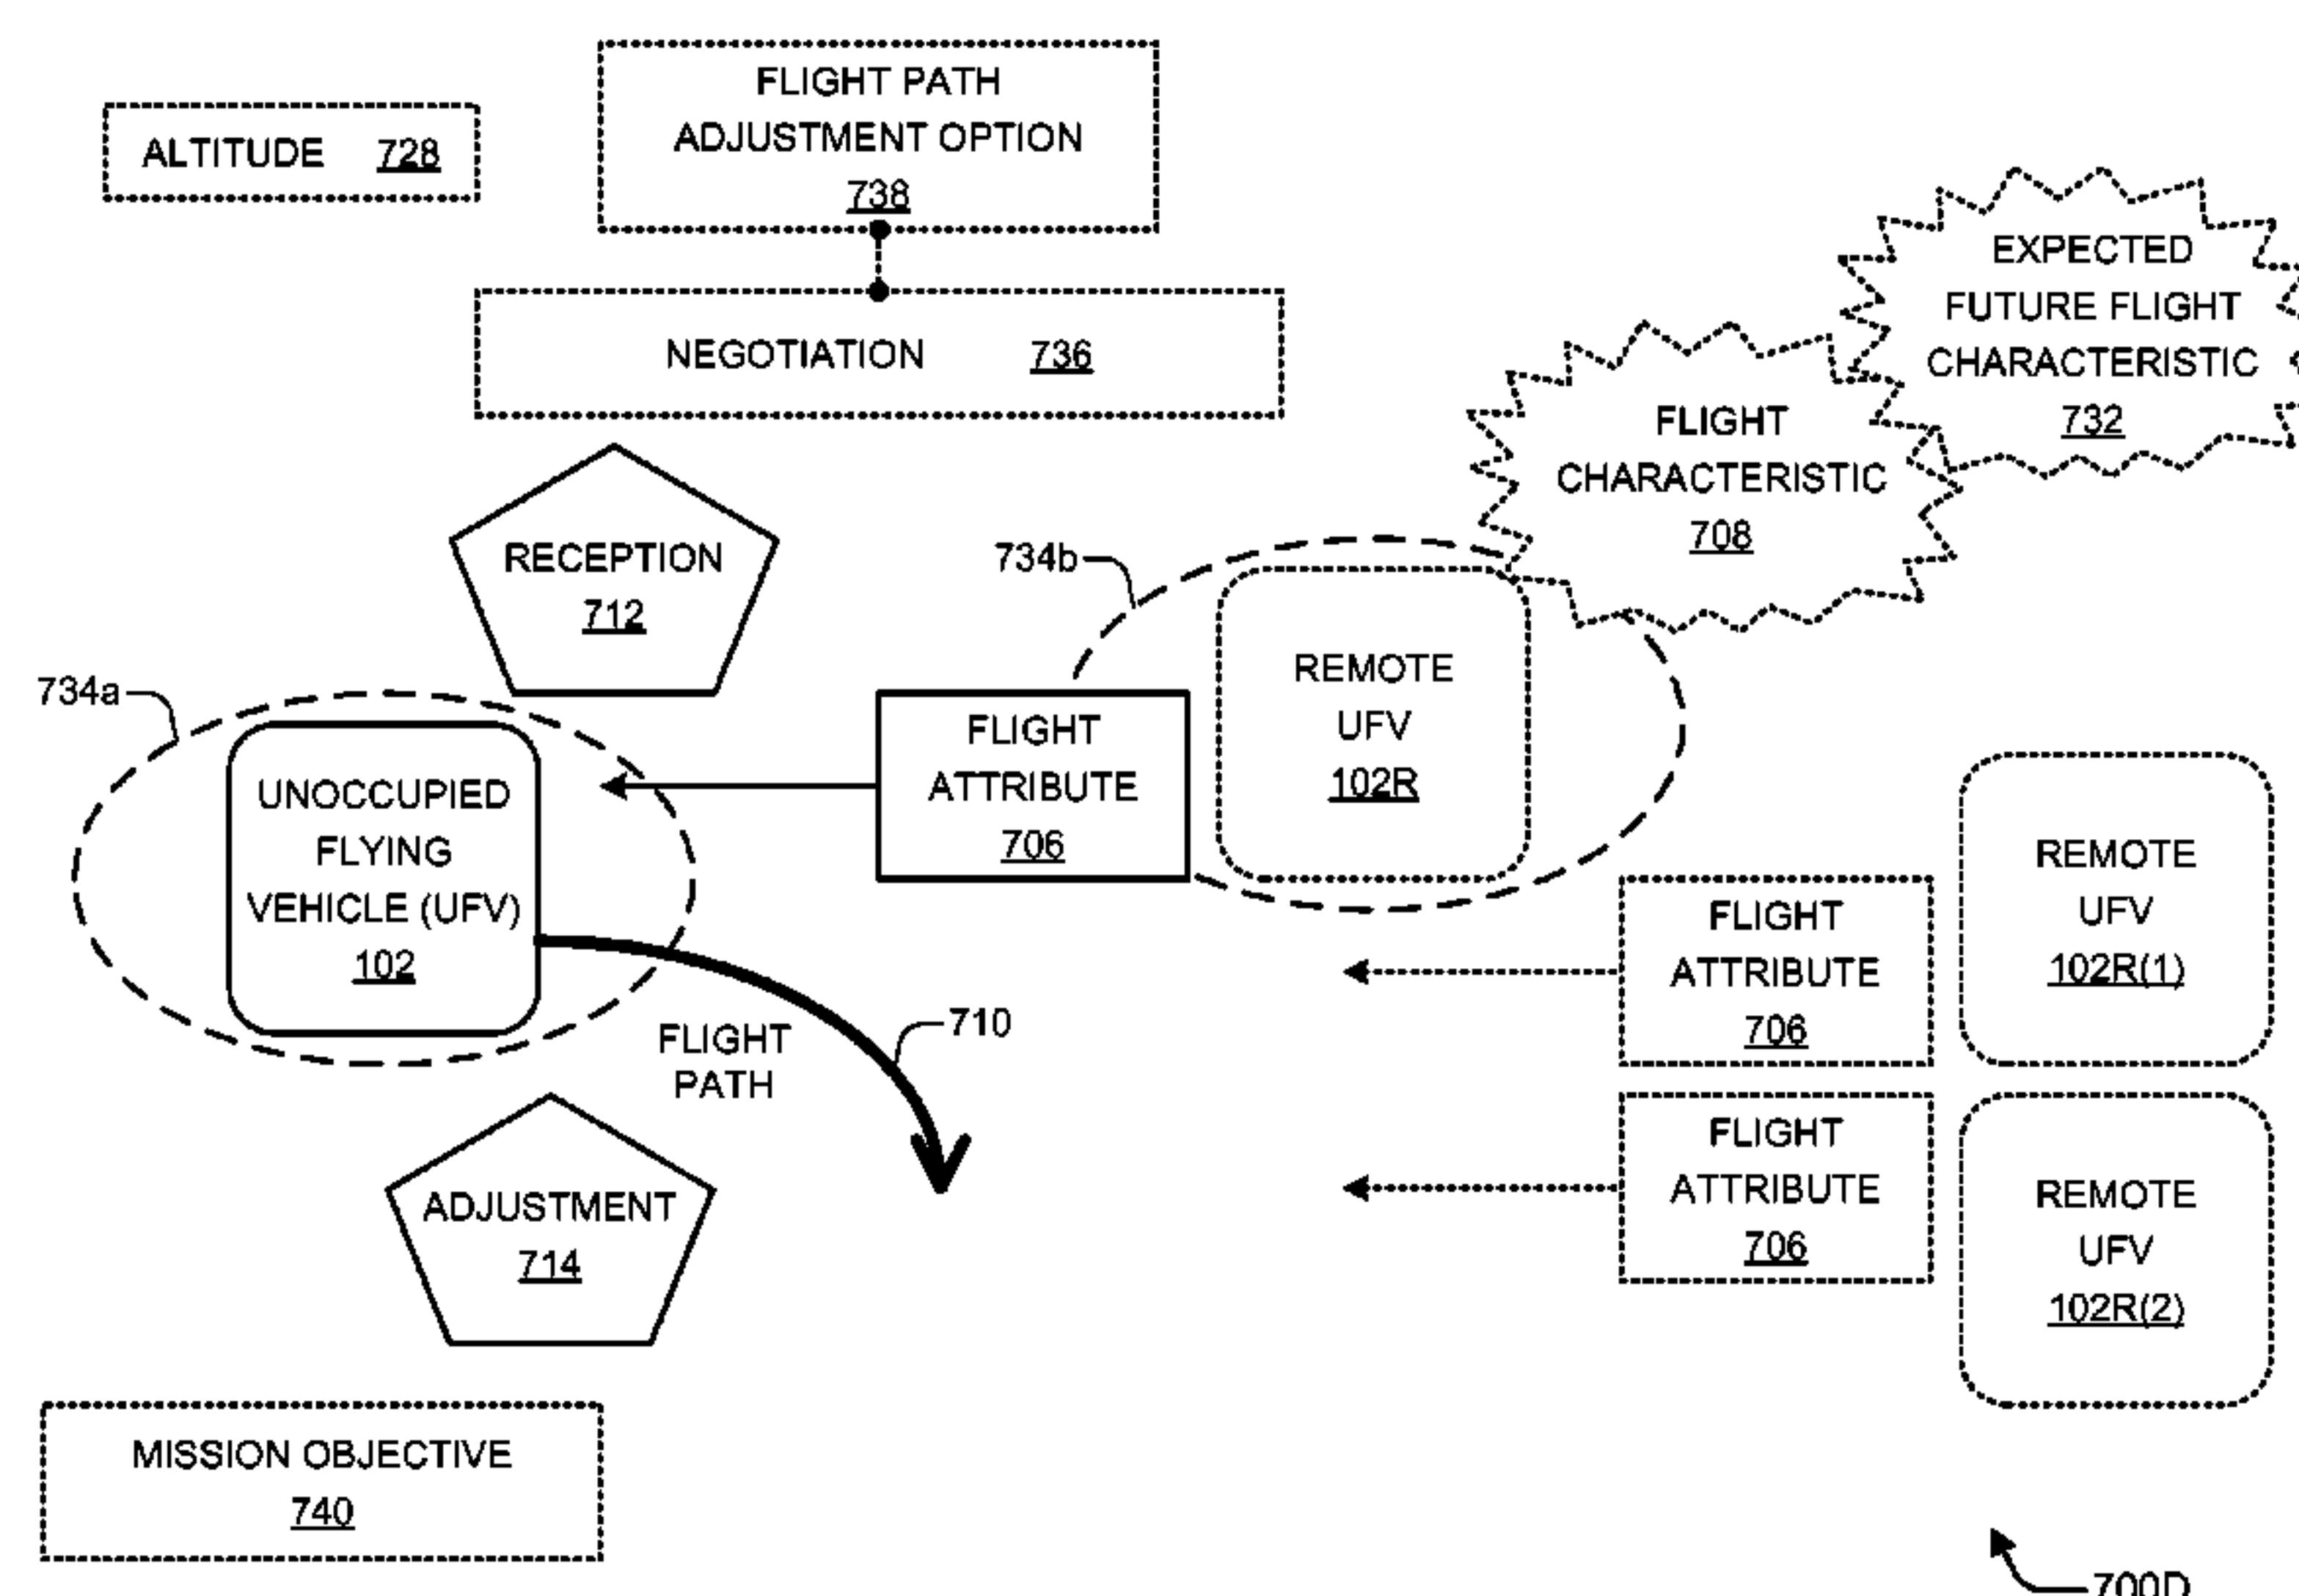 FLIGHT PATH
ADJUSTMENT OPTION
738
ALTITUDE 728
NEGOTIATION 736
EXPECTED
FUTURE FLIGHT
CHARACTERISTIC
732
FLIGHT
CHARACTERISTIC
708
RECEPTION
712
734b
REMOTE
UFV
102R
734a
FLIGHT
ATTRIBUTE
706
UNOCCUPIED
FLYING
VEHICLE (UFV)
102
REMOTE
UFV
102R(1)
FLIGHT
ATTRIBUTE
706
710
FLIGHT
PATH
FLIGHT
ATTRIBUTE
706
REMOTE
UFV
102R(2)
ADJUSTMENT
714
MISSION OBJECTIVE
740
700D